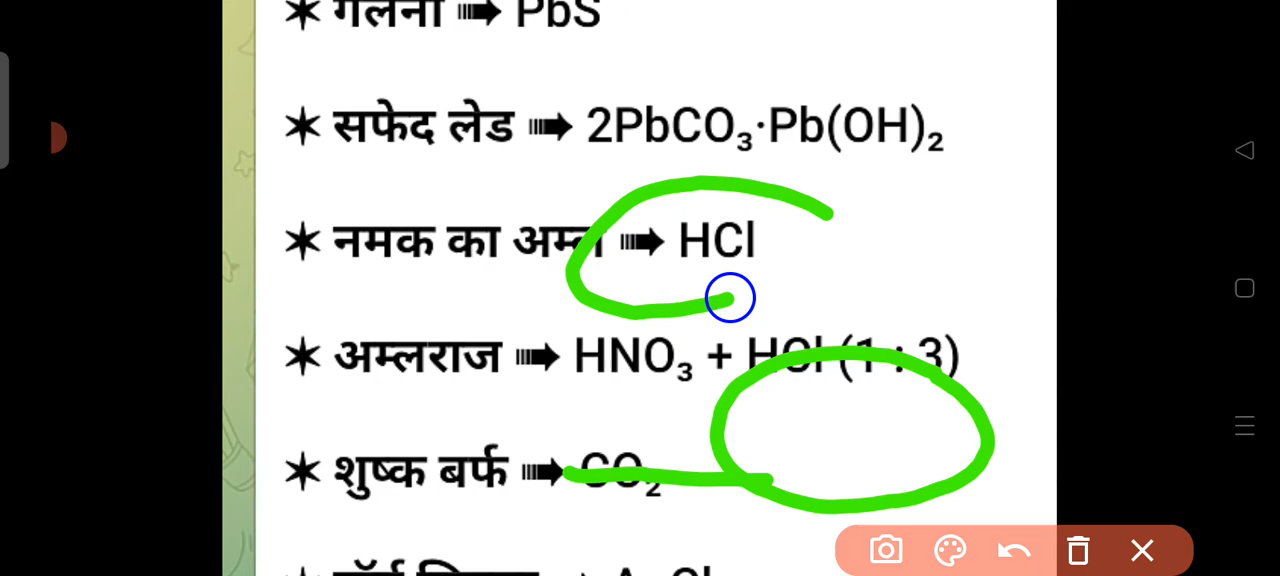 ✶ गैलेना ➠ PbS
✶ सफेद लेड ➠ 2PbCO₃·Pb(OH)₂
✶ नमक का अम्ल ➠ HCl
✶ अम्लराज ➠ HNO₃ + HCl (1 : 3)
✶ शुष्क बर्फ ➠ CO₂